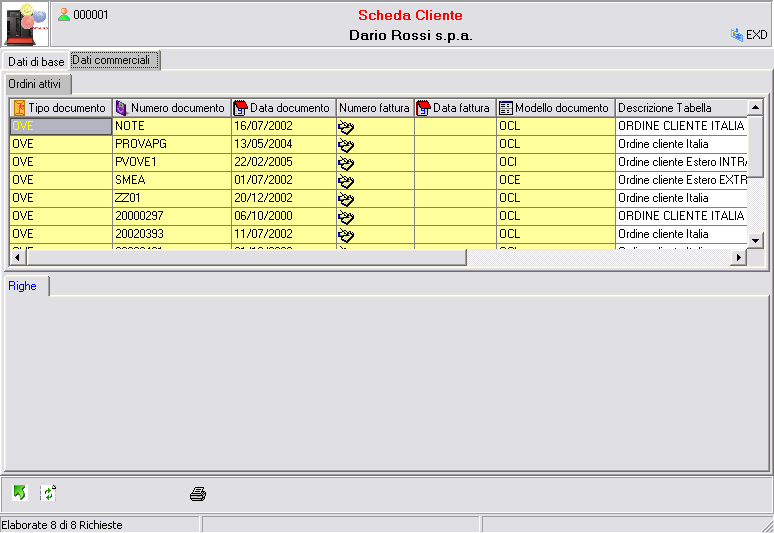 000001
Scheda Cliente
Dario Rossi s.p.a.
EXD
Dati di base Dati commerciali
Ordini attivi
Tipo documento Numero documento Data documento Numero fattura Data fattura Modello documento Descrizione Tabella
OVE NOTE 16/07/2002 OCL ORDINE CLIENTE ITALIA
OVE PROVAPG 13/05/2004 OCL Ordine cliente Italia
OVE PVOVE1 22/02/2005 OCI Ordine cliente Estero INTRA
OVE SMEA 01/07/2002 OCE Ordine cliente Estero EXTR
OVE ZZ01 20/12/2002 OCL Ordine cliente Italia
OVE 20000297 06/10/2000 OCL ORDINE CLIENTE ITALIA
OVE 20020393 11/07/2002 OCL Ordine cliente Italia
Righe
Elaborate 8 di 8 Richieste